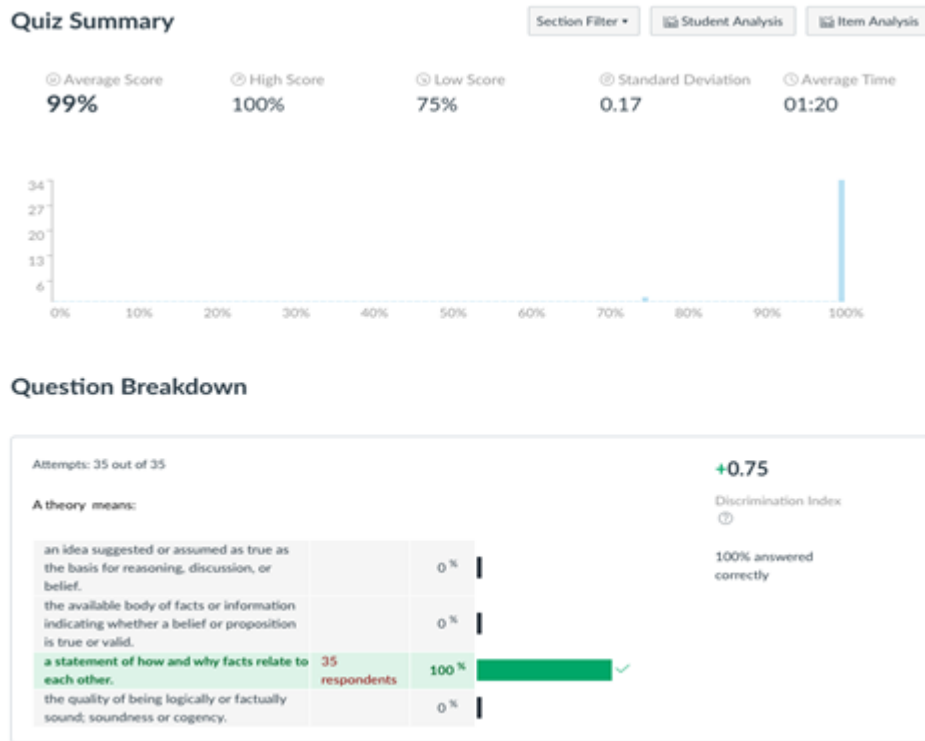 Quiz Summary
Section Filter ▾
Student Analysis
Item Analysis
Average Score
High Score
Low Score
Standard Deviation
Average Time
99%
100%
75%
0.17
01:20
34
27
20
13
6
0% 10% 20% 30% 40% 50% 60% 70% 80% 90% 100%
Question Breakdown
Attempts: 35 out of 35
+0.75
Discrimination Index
?
A theory means:
100% answered
correctly
an idea suggested or assumed as true as
the basis for reasoning, discussion, or
belief.
0 %
the available body of facts or information
indicating whether a belief or proposition
is true or valid.
0 %
a statement of how and why facts relate to
each other.
35
respondents
100 %
the quality of being logically or factually
sound; soundness or cogency.
0 %